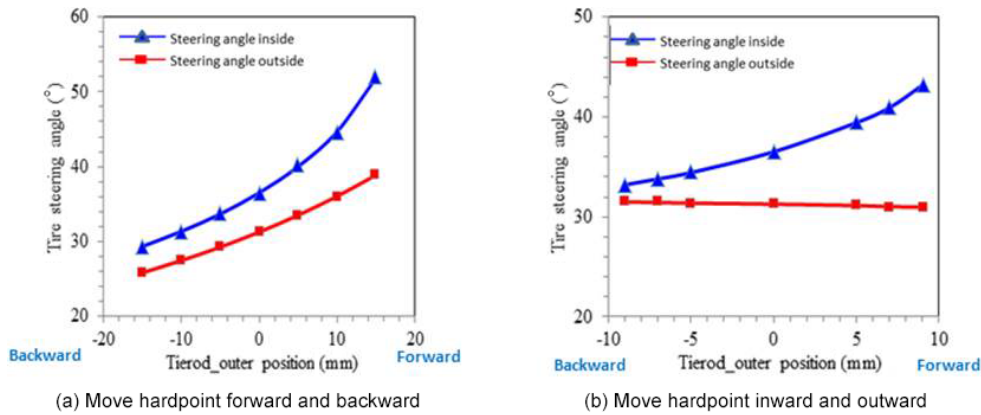 60
50
40
30
20
-20
-10
0
10
20
Steering angle inside
Steering angle outside
Tire steering angle (°)
Tierod_outer position (mm)
Backward
Forward
(a) Move hardpoint forward and backward
50
40
30
20
-10
-5
0
5
10
Steering angle inside
Steering angle outside
Tire steering angle (°)
Tierod_outer position (mm)
Backward
Forward
(b) Move hardpoint inward and outward